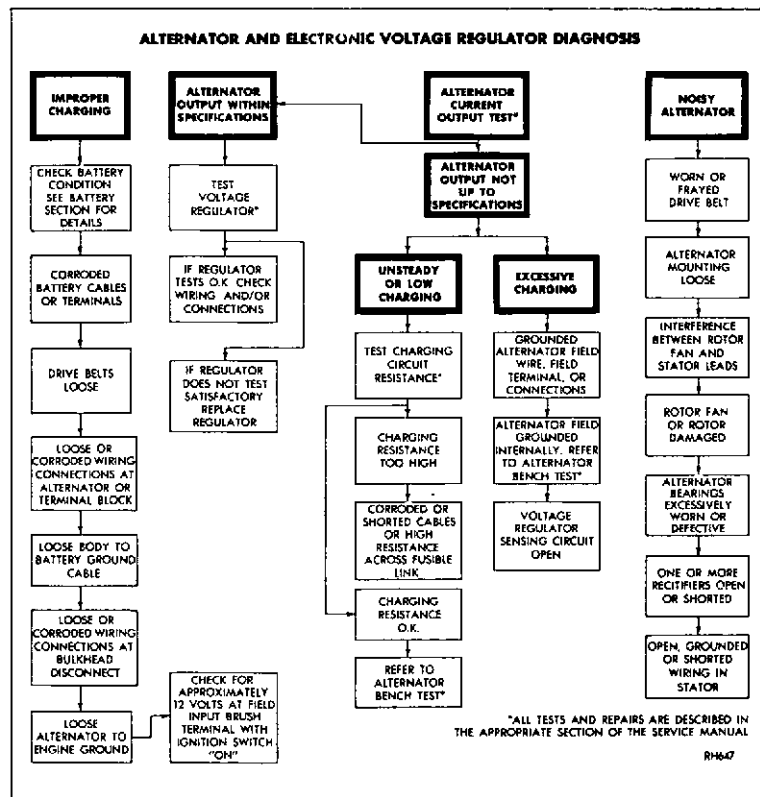 ALTERNATOR AND ELECTRONIC VOLTAGE REGULATOR DIAGNOSIS
IMPROPER
CHARGING
CHECK BATTERY
CONDITION
SEE BATTERY
SECTION FOR
DETAILS
CORRODED
BATTERY CABLES
OR TERMINALS
DRIVE BELTS
LOOSE
LOOSE OR
CORRODED WIRING
CONNECTIONS AT
ALTERNATOR OR
TERMINAL BLOCK
LOOSE BODY TO
BATTERY GROUND
CABLE
LOOSE OR
CORRODED WIRING
CONNECTIONS AT
BULKHEAD
DISCONNECT
LOOSE
ALTERNATOR TO
ENGINE GROUND
CHECK FOR
APPROXIMATELY
12 VOLTS AT FIELD
INPUT BRUSH
TERMINAL WITH
IGNITION SWITCH
"ON"
ALTERNATOR
OUTPUT WITHIN
SPECIFICATIONS
TEST
VOLTAGE
REGULATOR*
IF REGULATOR
TESTS O.K. CHECK
WIRING AND/OR
CONNECTIONS
IF REGULATOR
DOES NOT TEST
SATISFACTORY
REPLACE
REGULATOR
ALTERNATOR
CURRENT
OUTPUT TEST*
ALTERNATOR
OUTPUT NOT
UP TO
SPECIFICATIONS
UNSTEADY
OR LOW
CHARGING
TEST CHARGING
CIRCUIT
RESISTANCE*
CHARGING
RESISTANCE
TOO HIGH
CORRODED OR
SHORTED CABLES
OR HIGH
RESISTANCE
ACROSS FUSIBLE
LINK
CHARGING
RESISTANCE
O.K.
REFER TO
ALTERNATOR
BENCH TEST*
EXCESSIVE
CHARGING
GROUNDED
ALTERNATOR FIELD
WIRE, FIELD
TERMINAL, OR
CONNECTIONS
ALTERNATOR FIELD
GROUNDED
INTERNALLY. REFER
TO ALTERNATOR
BENCH TEST*
VOLTAGE
REGULATOR
SENSING CIRCUIT
OPEN
NOISY
ALTERNATOR
WORN OR
FRAYED
DRIVE BELT
ALTERNATOR
MOUNTING
LOOSE
INTERFERENCE
BETWEEN ROTOR
FAN AND
STATOR LEADS
ROTOR FAN
OR ROTOR
DAMAGED
ALTERNATOR
BEARINGS
EXCESSIVELY
WORN OR
DEFECTIVE
ONE OR MORE
RECTIFIERS OPEN
OR SHORTED
OPEN, GROUNDED
OR SHORTED
WIRING IN
STATOR
*ALL TESTS AND REPAIRS ARE DESCRIBED IN
THE APPROPRIATE SECTION OF THE SERVICE MANUAL
RH647